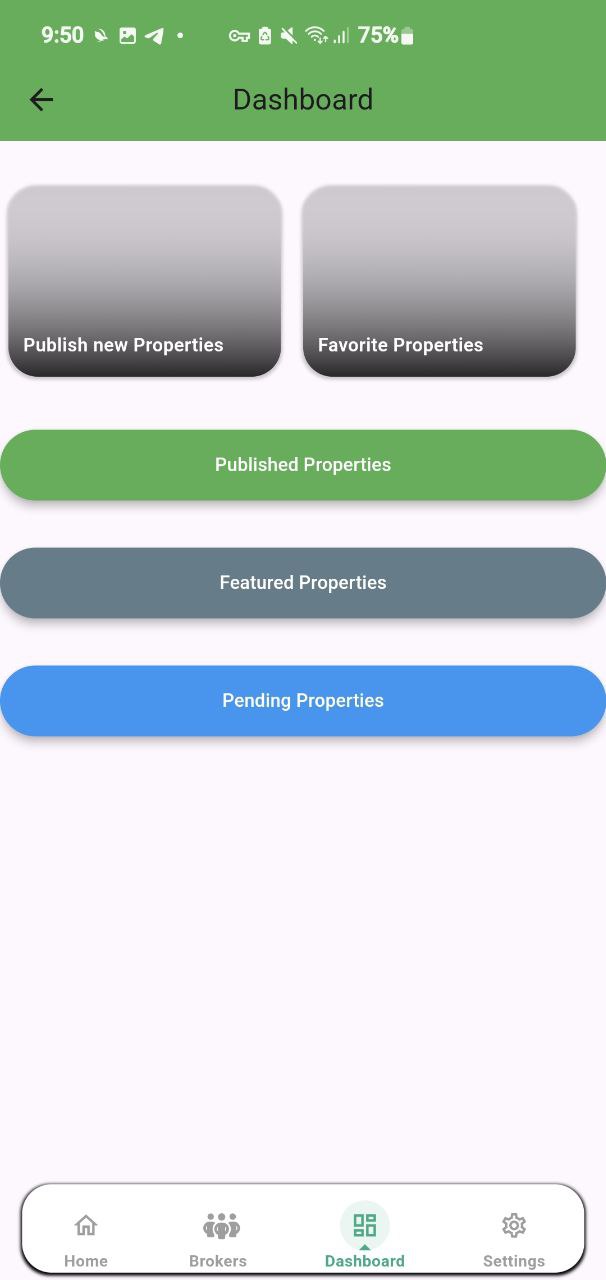 9:50 75%
Dashboard
Publish new Properties Favorite Properties
Published Properties
Featured Properties
Pending Properties
Home Brokers Dashboard Settings